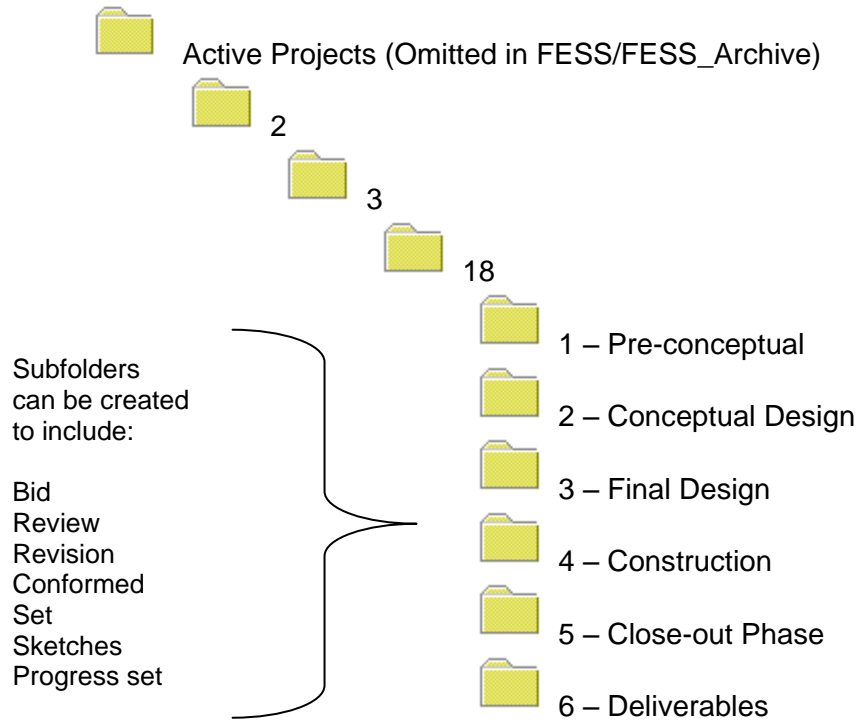 Active Projects (Omitted in FESS/FESS_Archive)
2
3
18
1 – Pre-conceptual
2 – Conceptual Design
3 – Final Design
4 – Construction
5 – Close-out Phase
6 – Deliverables
Subfolders
can be created
to include:
Bid
Review
Revision
Conformed
Set
Sketches
Progress set